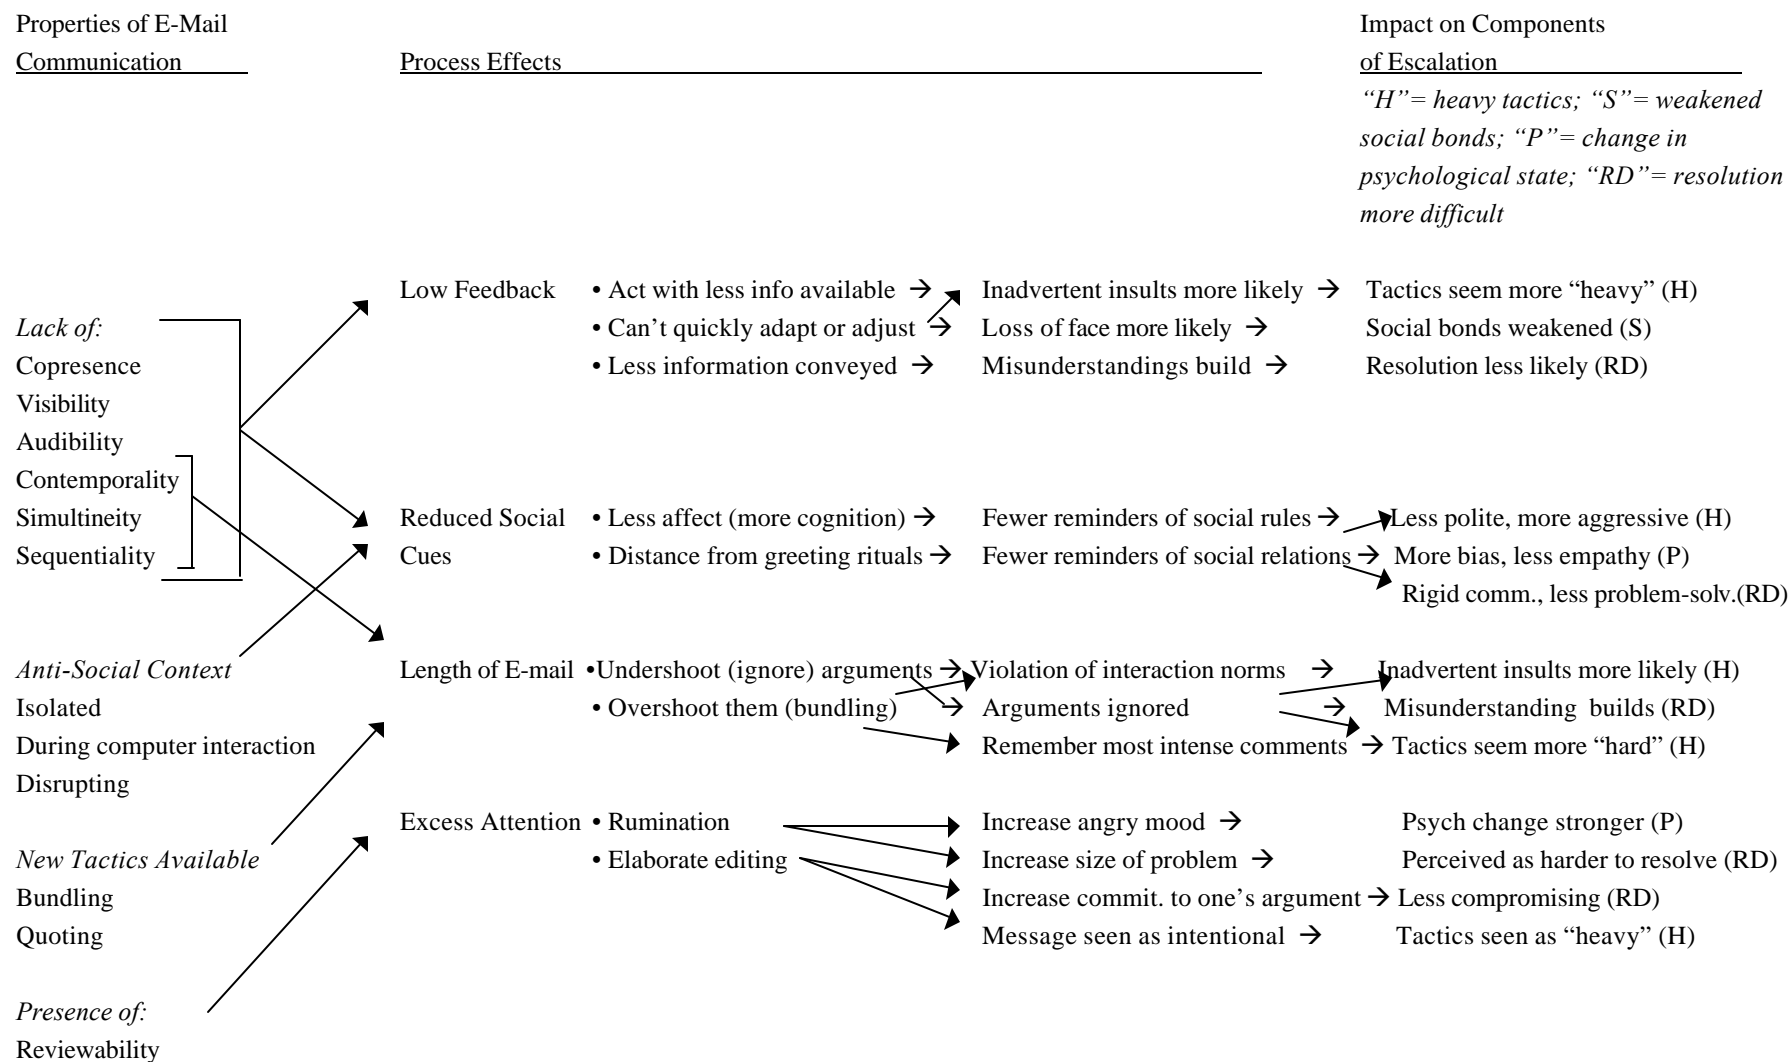 Properties of E-Mail Impact on Components
Communication Process Effects of Escalation
“H”= heavy tactics; “S”= weakened
social bonds; “P”= change in
psychological state; “RD”= resolution
more difficult
Low Feedback • Act with less info available → Inadvertent insults more likely → Tactics seem more “heavy” (H)
Lack of: • Can’t quickly adapt or adjust → Loss of face more likely → Social bonds weakened (S)
Copresence • Less information conveyed → Misunderstandings build → Resolution less likely (RD)
Visibility
Audibility
Contemporality
Simultineity Reduced Social • Less affect (more cognition) → Fewer reminders of social rules → Less polite, more aggressive (H)
Sequentiality Cues • Distance from greeting rituals → Fewer reminders of social relations → More bias, less empathy (P)
Rigid comm., less problem-solv.(RD)
Anti-Social Context Length of E-mail •Undershoot (ignore) arguments → Violation of interaction norms → Inadvertent insults more likely (H)
Isolated • Overshoot them (bundling) → Arguments ignored → Misunderstanding builds (RD)
During computer interaction Remember most intense comments → Tactics seem more “hard” (H)
Disrupting
Excess Attention • Rumination Increase angry mood → Psych change stronger (P)
New Tactics Available • Elaborate editing Increase size of problem → Perceived as harder to resolve (RD)
Bundling Increase commit. to one’s argument → Less compromising (RD)
Quoting Message seen as intentional → Tactics seen as “heavy” (H)
Presence of:
Reviewability